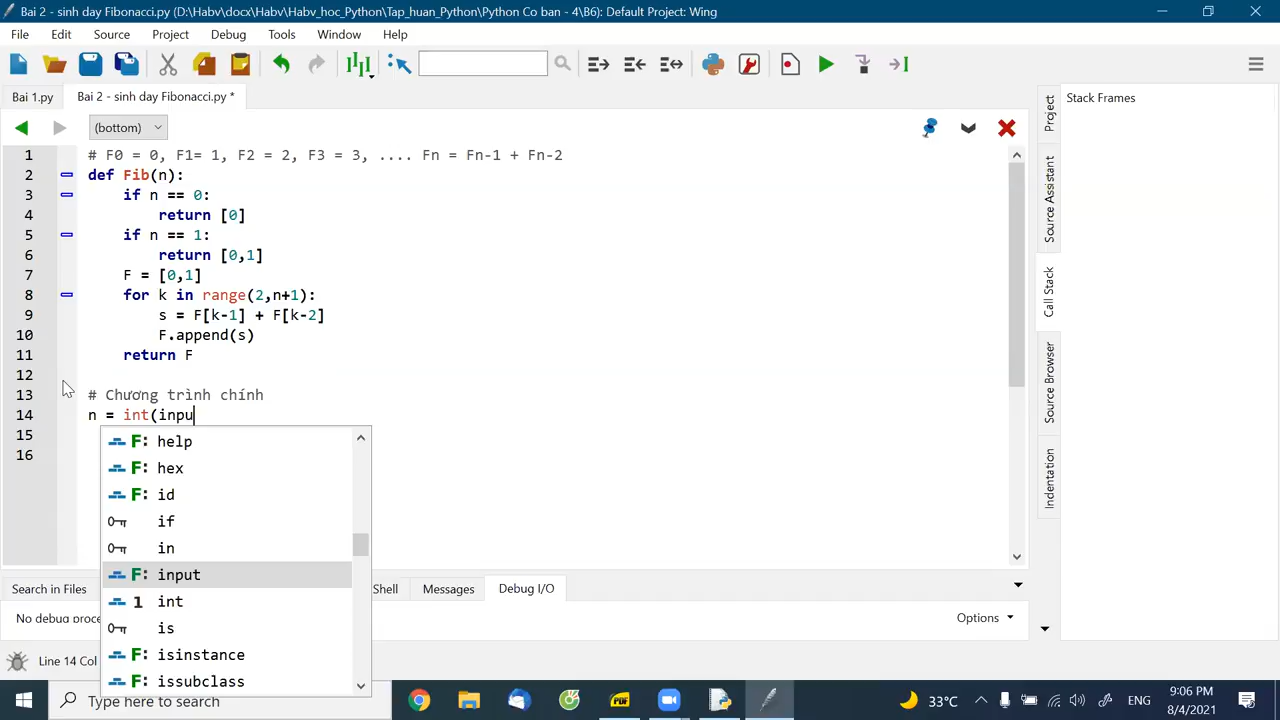 Bai 2 - sinh day Fibonacci.py (D:\Habv\docx\Habv\Habv_hoc_Python\Tap_huan_Python\Python Co ban - 4\B6): Default Project: Wing
File Edit Source Project Debug Tools Window Help
Bai 1.py Bai 2 - sinh day Fibonacci.py *
(bottom)
1 # F0 = 0, F1= 1, F2 = 2, F3 = 3, .... Fn = Fn-1 + Fn-2
2 def Fib(n):
3 if n == 0:
4 return [0]
5 if n == 1:
6 return [0,1]
7 F = [0,1]
8 for k in range(2,n+1):
9 s = F[k-1] + F[k-2]
10 F.append(s)
11 return F
12
13 # Chương trình chính
14 n = int(inpu
15
16
F: help
F: hex
F: id
if
in
F: input
1 int
is
F: isinstance
F: issubclass
Stack Frames
Project
Source Assistant
Call Stack
Source Browser
Indentation
Search in Files Shell Messages Debug I/O
No debug proce Options
Line 14 Col
Type here to search
PDF
33°C ENG
9:06 PM
8/4/2021